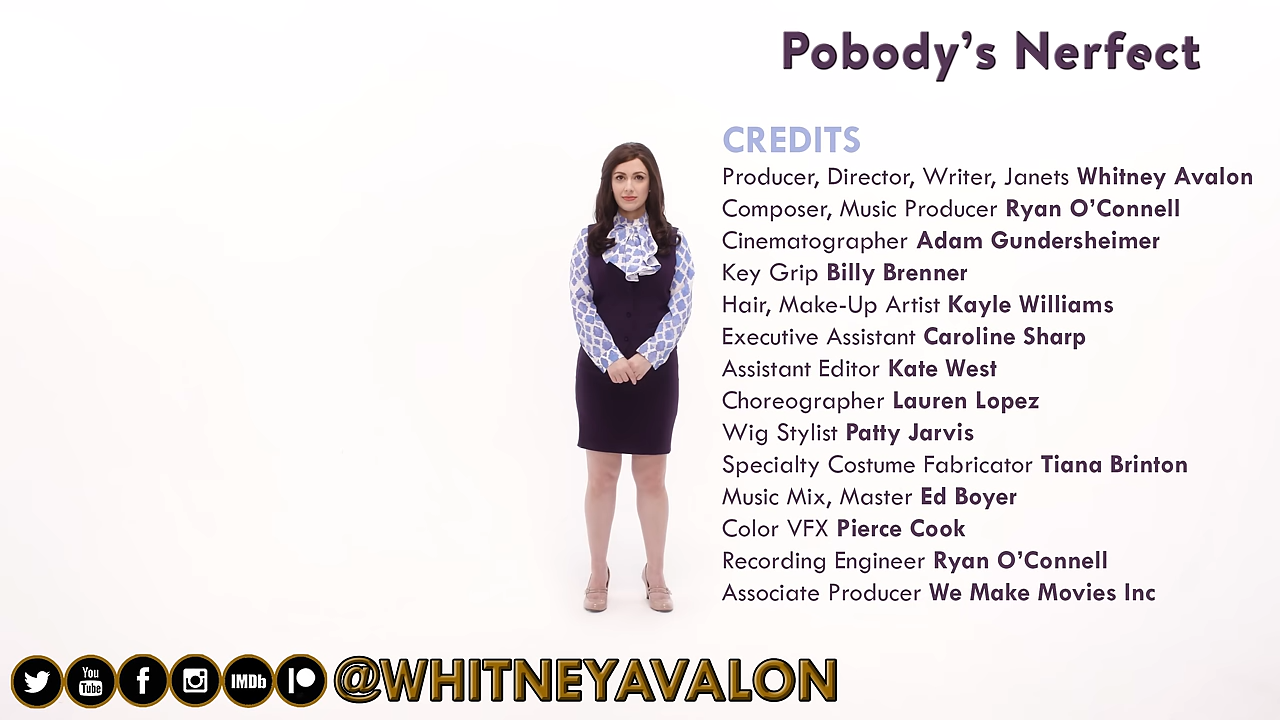 Pobody's Nerfect
CREDITS
Producer, Director, Writer, Janets Whitney Avalon
Composer, Music Producer Ryan O'Connell
Cinematographer Adam Gundersheimer
Key Grip Billy Brenner
Hair, Make-Up Artist Kayle Williams
Executive Assistant Caroline Sharp
Assistant Editor Kate West
Choreographer Lauren Lopez
Wig Stylist Patty Jarvis
Specialty Costume Fabricator Tiana Brinton
Music Mix, Master Ed Boyer
Color VFX Pierce Cook
Recording Engineer Ryan O'Connell
Associate Producer We Make Movies Inc
You
Tube
IMDb
@WHITNEYAVALON